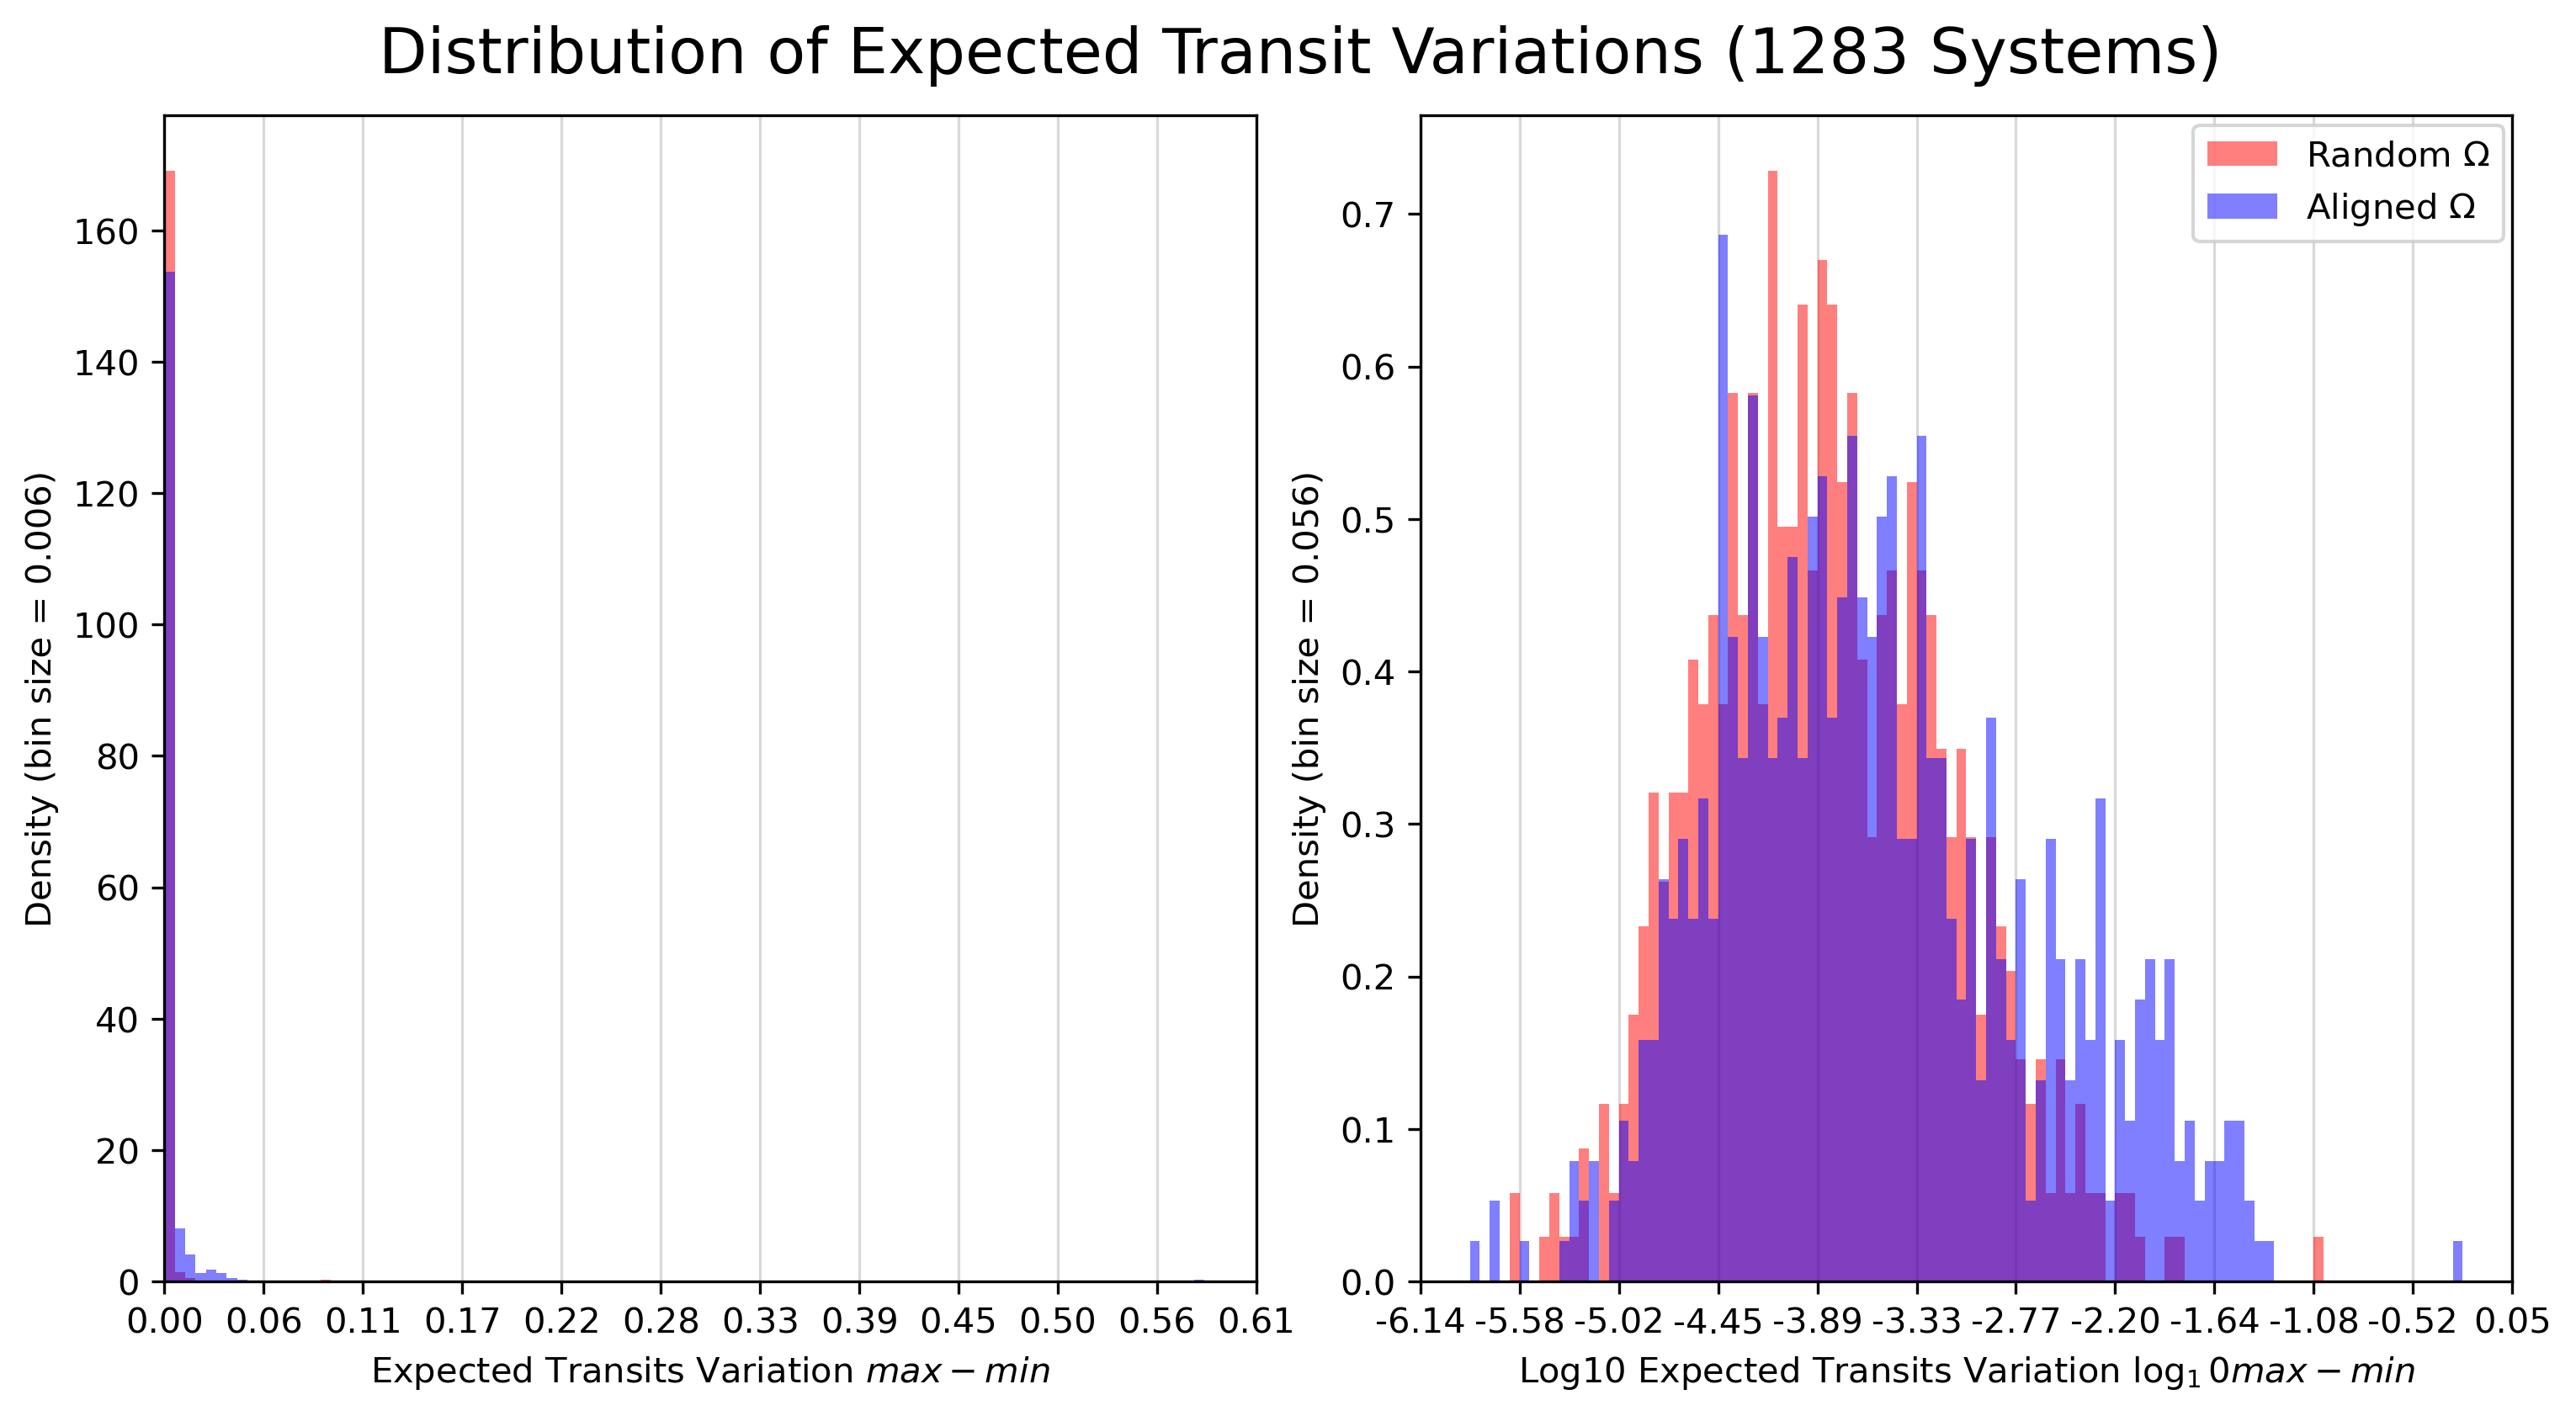 Distribution of Expected Transit Variations (1283 Systems)
Density (bin size = 0.006)
160
140
120
100
80
60
40
20
0
0.00 0.06 0.11 0.17 0.22 0.28 0.33 0.39 0.45 0.50 0.56 0.61
Expected Transits Variation max − min
Density (bin size = 0.056)
0.7
0.6
0.5
0.4
0.3
0.2
0.1
0.0
-6.14 -5.58 -5.02 -4.45 -3.89 -3.33 -2.77 -2.20 -1.64 -1.08 -0.52 0.05
Log10 Expected Transits Variation log₁0max − min
Random Ω
Aligned Ω